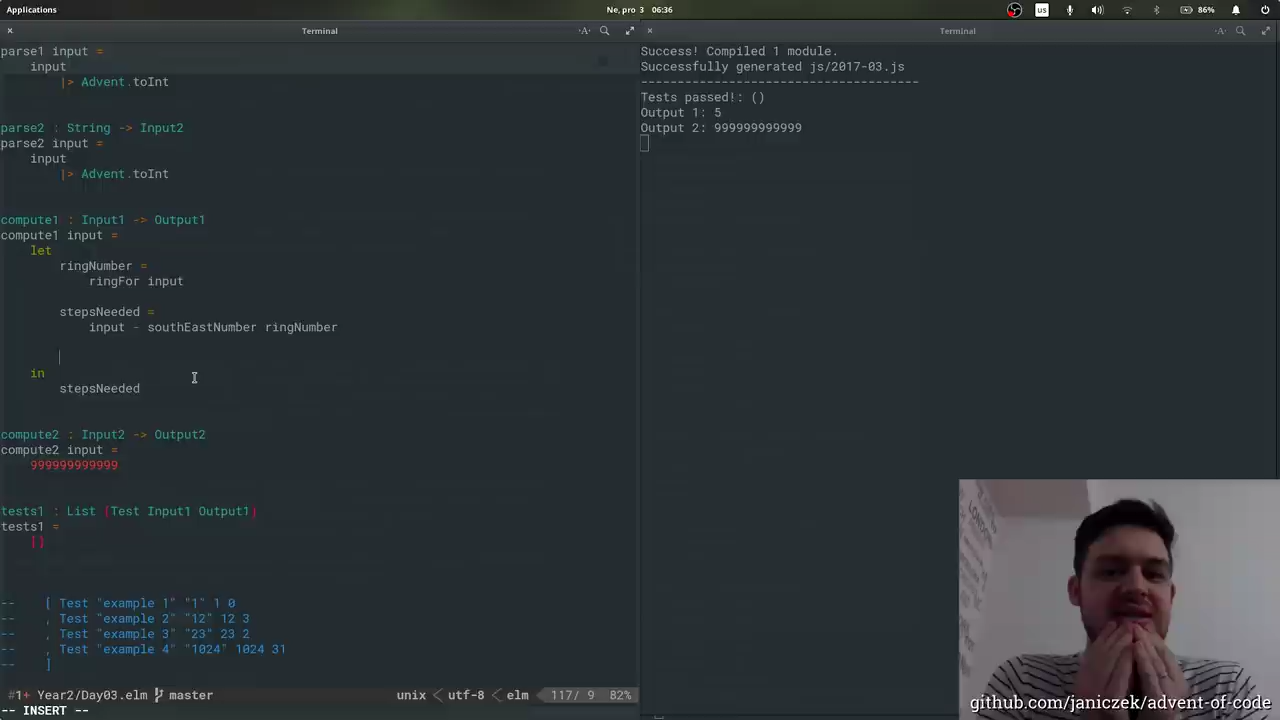 Applications
Ne, pro 3 06:36
us
86%
Terminal
Terminal
parse1 input =
input
|> Advent.toInt
parse2 : String -> Input2
parse2 input =
input
|> Advent.toInt
compute1 : Input1 -> Output1
compute1 input =
let
ringNumber =
ringFor input
stepsNeeded =
input - southEastNumber ringNumber
in
stepsNeeded
compute2 : Input2 -> Output2
compute2 input =
999999999999
tests1 : List (Test Input1 Output1)
tests1 =
[]
-- [ Test "example 1" "1" 1 0
-- , Test "example 2" "12" 12 3
-- , Test "example 3" "23" 23 2
-- , Test "example 4" "1024" 1024 31
-- ]
#1+ Year2/Day03.elm master unix < utf-8 < elm 117/ 9 82%
-- INSERT --
Success! Compiled 1 module.
Successfully generated js/2017-03.js
--------------------------------------
Tests passed!: ()
Output 1: 5
Output 2: 999999999999
LONDON
github.com/janiczek/advent-of-code